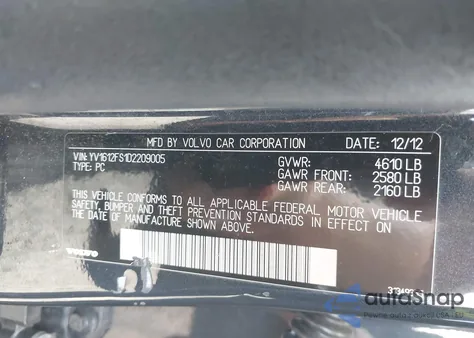 MFD BY VOLVO CAR CORPORATION DATE: 12/12
VIN: YV1612FS1D2209005 GVWR: 4610 LB
TYPE: PC GAWR FRONT: 2580 LB
GAWR REAR: 2160 LB
THIS VEHICLE CONFORMS TO ALL APPLICABLE FEDERAL MOTOR VEHICLE
SAFETY, BUMPER, AND THEFT PREVENTION STANDARDS IN EFFECT ON
THE DATE OF MANUFACTURE SHOWN ABOVE.
VOLVO
autoSnap